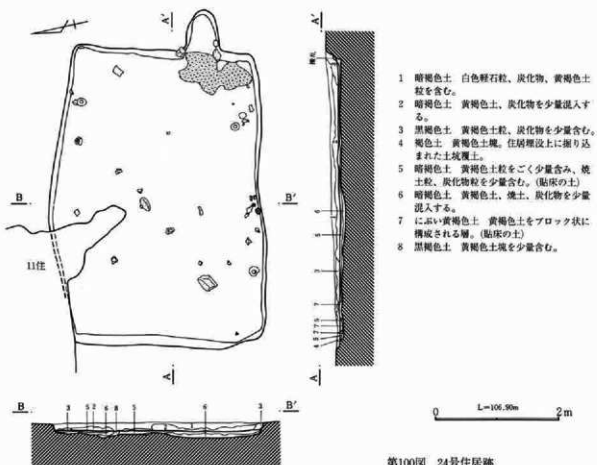 A'
A'
1 暗褐色土 白色軽石粒、炭化物、黄褐色土
粒を含む。
2 暗褐色土 黄褐色土、炭化物を少量混入す
る。
3 黒褐色土 黄褐色土粒、炭化物を少量含む。
4 褐色土 黄褐色土塊。住居埋没上に掘り込
まれた土坑覆土。
5 暗褐色土 黄褐色土粒をごく少量含み、焼
土粒、炭化物粒を少量含む。(貼床の土)
6 暗褐色土 黄褐色土、焼土、炭化物を少量
混入する。
7 にぶい黄褐色土 黄褐色土をブロック状に
構成される層。(貼床の土)
8 黒褐色土 黄褐色土塊を少量含む。
B
B'
11住
A
A
B
B'
3 5 2 6 8 5 1 6 3
0
L=106.90m
2m
第100図 24号住居跡